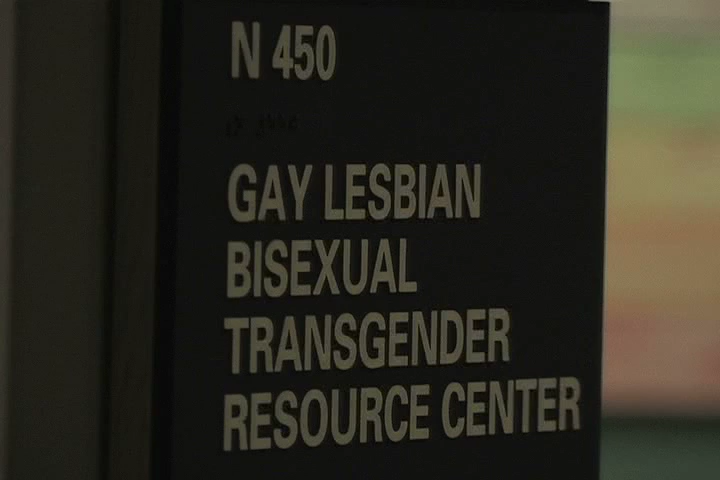 N 450
GAY LESBIAN
BISEXUAL
TRANSGENDER
RESOURCE CENTER